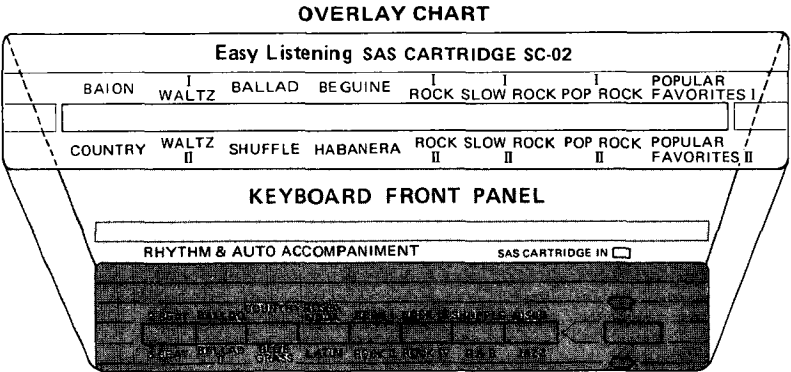 OVERLAY CHART
Easy Listening SAS CARTRIDGE SC-02
BAION I WALTZ BALLAD BEGUINE I ROCK I SLOW ROCK I POP ROCK POPULAR FAVORITES I
COUNTRY WALTZ II SHUFFLE HABANERA ROCK II SLOW ROCK II POP ROCK II POPULAR FAVORITES II
KEYBOARD FRONT PANEL
RHYTHM & AUTO ACCOMPANIMENT SAS CARTRIDGE IN
LATIN